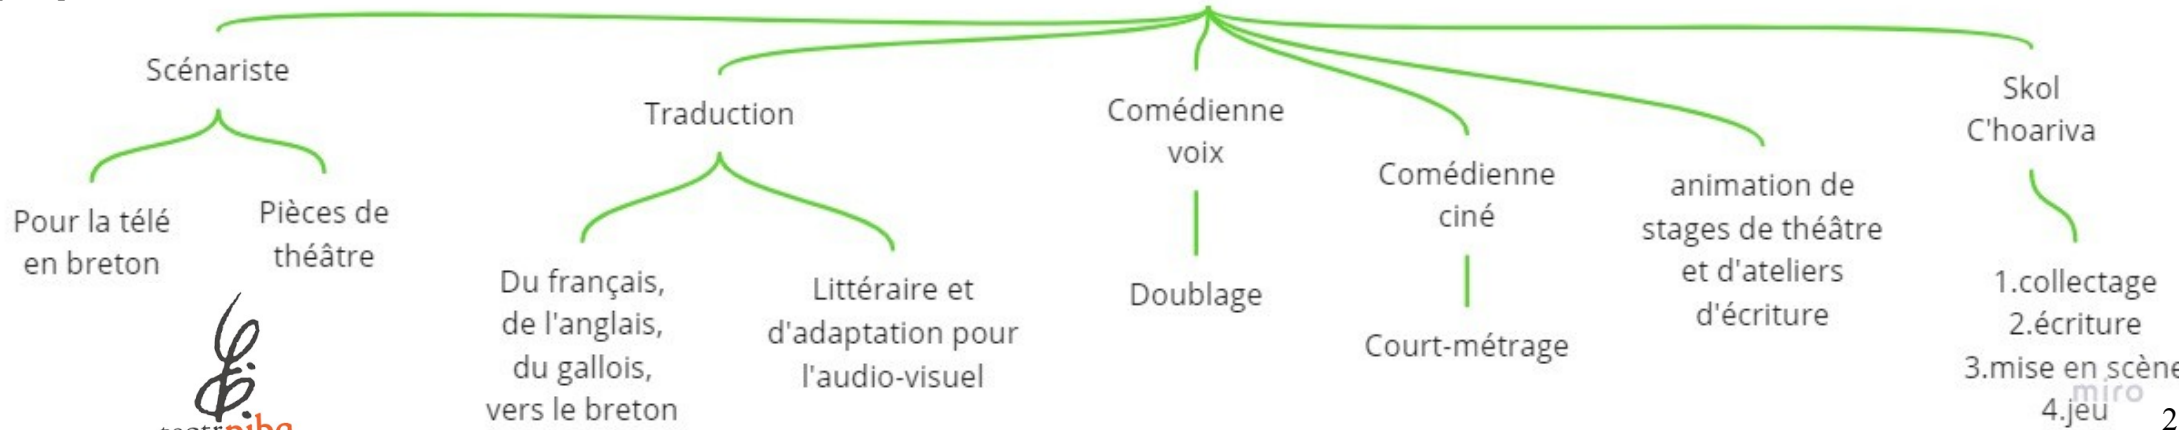 Scénariste
Pour la télé
en breton
Pièces de
théâtre
Traduction
Du français,
de l'anglais,
du gallois,
vers le breton
Littéraire et
d'adaptation pour
l'audio-visuel
Comédienne
voix
Doublage
Comédienne
ciné
Court-métrage
animation de
stages de théâtre
et d'ateliers
d'écriture
Skol
C'hoariva
1.collectage
2.écriture
3.mise en scène
4.jeu
miro
2